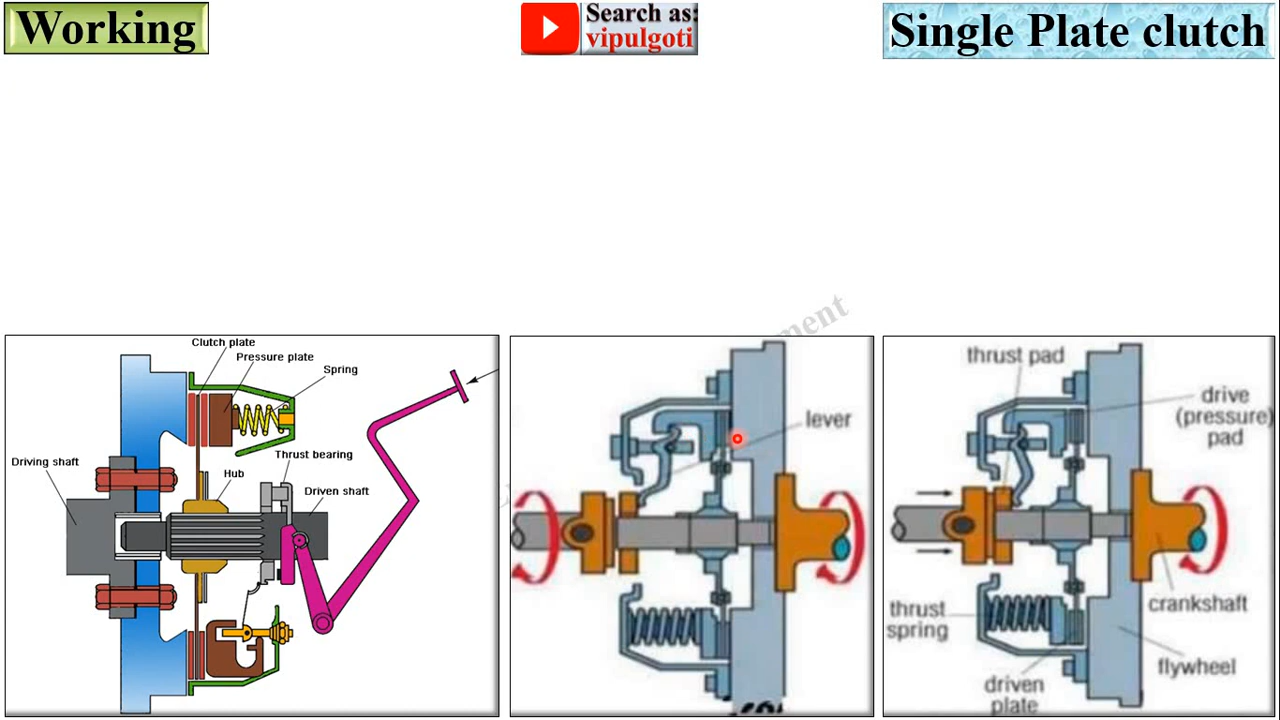 Working
Search as:
vipulgoti
Single Plate clutch
ment
Clutch plate
Pressure plate
Spring
Thrust bearing
Driving shaft
Hub
Driven shaft
lever
thrust pad
drive
(pressure)
pad
crankshaft
thrust
spring
flywheel
driven
plate